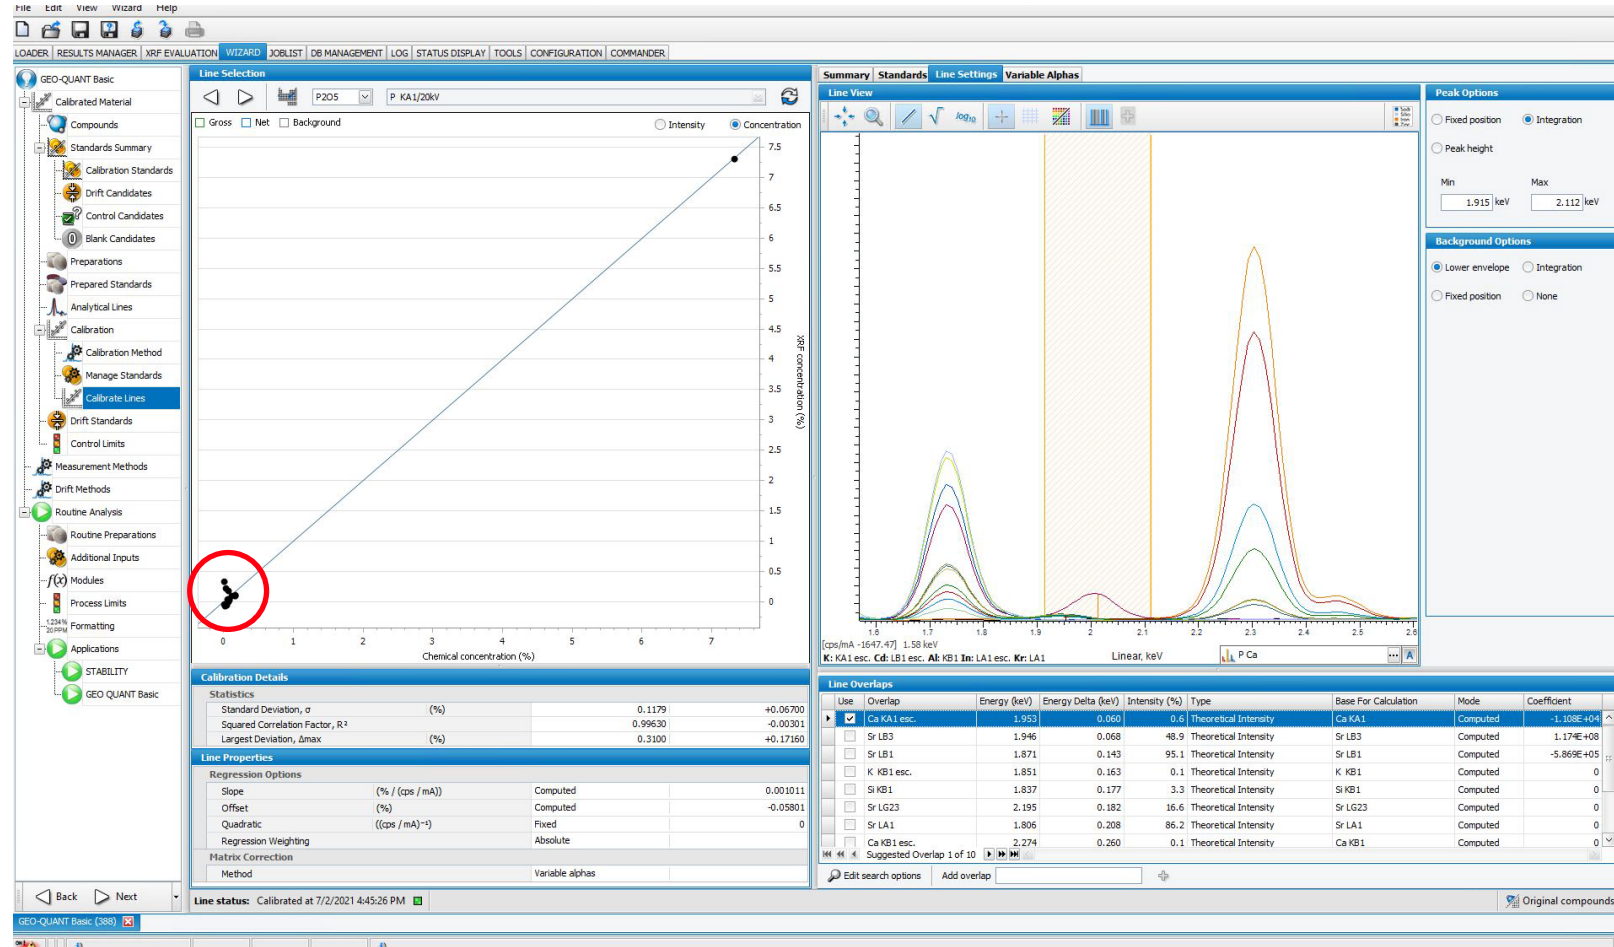 File Edit View Wizard Help
LOADER RESULTS MANAGER XRF EVALUATION WIZARD JOBLIST DB MANAGEMENT LOG STATUS DISPLAY TOOLS CONFIGURATION COMMANDER
GEO-QUANT Basic
Calibrated Material
Compounds
Standards Summary
Calibration Standards
Drift Candidates
Control Candidates
Blank Candidates
Preparations
Prepared Standards
Analytical Lines
Calibration
Calibration Method
Manage Standards
Calibrate Lines
Drift Standards
Control Limits
Measurement Methods
Drift Methods
Routine Analysis
Routine Preparations
Additional Inputs
f(x) Modules
Process Limits
1.234% 20 PPM Formatting
Applications
STABILITY
GEO QUANT Basic
Back Next
Line Selection
P2O5 P KA1/20kV
Gross Net Background Intensity Concentration
7.5
7
6.5
6
5.5
5
4.5
4
3.5
3
2.5
2
1.5
1
0.5
0
XRF concentration (%)
0 1 2 3 4 5 6 7
Chemical concentration (%)
Calibration Details
Statistics
Standard Deviation, σ (%) 0.1179 +0.06700
Squared Correlation Factor, R² 0.99630 -0.00301
Largest Deviation, Δmax (%) 0.3100 +0.17160
Line Properties
Regression Options
Slope (% / (cps / mA)) Computed 0.001011
Offset (%) Computed -0.05801
Quadratic ((cps / mA)⁻¹) Fixed 0
Regression Weighting Absolute
Matrix Correction
Method Variable alphas
Line status: Calibrated at 7/2/2021 4:45:26 PM
Summary Standards Line Settings Variable Alphas
Line View
log₁₀
1.6 1.7 1.8 1.9 2 2.1 2.2 2.3 2.4 2.5 2.6
[cps/mA -1647.47] 1.58 keV
K: KA1 esc. Cd: LB1 esc. Al: KB1 In: LA1 esc. Kr: LA1 Linear, keV P Ca ... A
Peak Options
Fixed position Integration
Peak height
Min Max
1.915 keV 2.112 keV
Background Options
Lower envelope Integration
Fixed position None
Line Overlaps
Use Overlap Energy (keV) Energy Delta (keV) Intensity (%) Type Base For Calculation Mode Coefficient
Ca KA1 esc. 1.953 0.060 0.6 Theoretical Intensity Ca KA1 Computed -1.108E+04
Sr LB3 1.946 0.068 48.9 Theoretical Intensity Sr LB3 Computed 1.174E+08
Sr LB1 1.871 0.143 95.1 Theoretical Intensity Sr LB1 Computed -5.869E+05
K KB1 esc. 1.851 0.163 0.1 Theoretical Intensity K KB1 Computed 0
Si KB1 1.837 0.177 3.3 Theoretical Intensity Si KB1 Computed 0
Sr LG23 2.195 0.182 16.6 Theoretical Intensity Sr LG23 Computed 0
Sr LA1 1.806 0.208 86.2 Theoretical Intensity Sr LA1 Computed 0
Ca KB1 esc. 2.274 0.260 0.1 Theoretical Intensity Ca KB1 Computed 0
Suggested Overlap 1 of 10
Edit search options Add overlap
Original compounds
GEO-QUANT Basic (388)